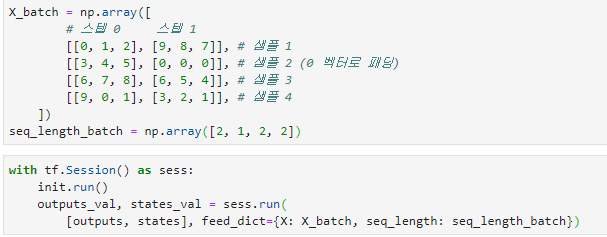 X_batch = np.array([
# 스텝 0 스텝 1
[[0, 1, 2], [9, 8, 7]], # 샘플 1
[[3, 4, 5], [0, 0, 0]], # 샘플 2 (0 벡터로 패딩)
[[6, 7, 8], [6, 5, 4]], # 샘플 3
[[9, 0, 1], [3, 2, 1]], # 샘플 4
])
seq_length_batch = np.array([2, 1, 2, 2])
with tf.Session() as sess:
init.run()
outputs_val, states_val = sess.run(
[outputs, states], feed_dict={X: X_batch, seq_length: seq_length_batch})